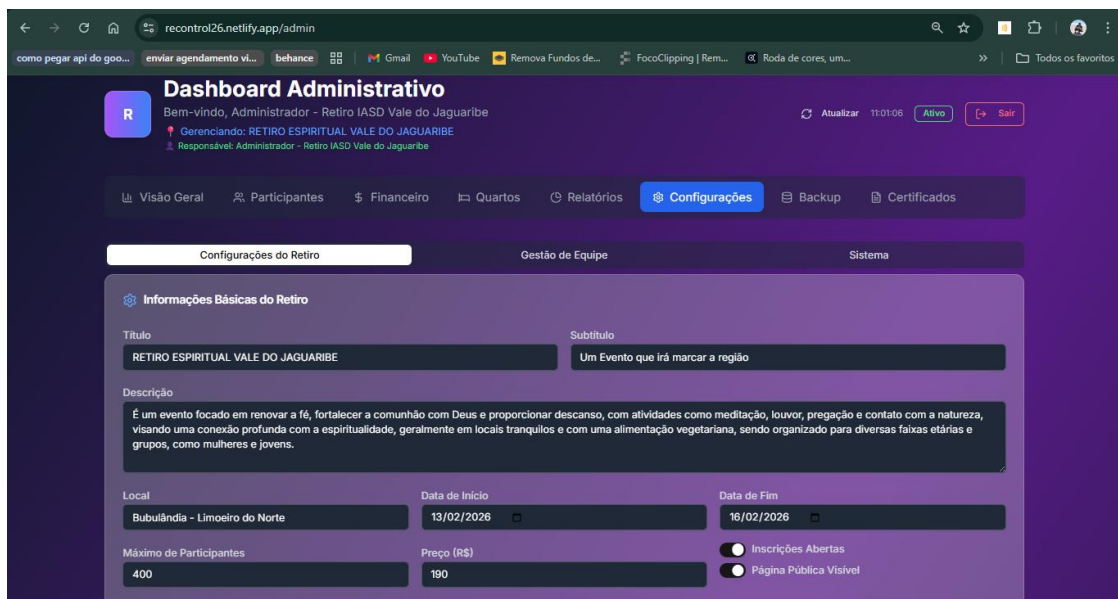 recontrol26.netlify.app/admin
como pegar api do goo... enviar agendamento vi... behance Gmail YouTube Remova Fundos de... FocoClipping | Rem... Roda de cores, um... » Todos os favoritos
R
Dashboard Administrativo
Bem-vindo, Administrador - Retiro IASD Vale do Jaguaribe
Gerenciando: RETIRO ESPIRITUAL VALE DO JAGUARIBE
Responsável: Administrador - Retiro IASD Vale do Jaguaribe
Atualizar 11:01:06 Ativo Sair
Visão Geral Participantes $ Financeiro Quartos Relatórios Configurações Backup Certificados
Configurações do Retiro Gestão de Equipe Sistema
Informações Básicas do Retiro
Título Subtítulo
RETIRO ESPIRITUAL VALE DO JAGUARIBE Um Evento que irá marcar a região
Descrição
É um evento focado em renovar a fé, fortalecer a comunhão com Deus e proporcionar descanso, com atividades como meditação, louvor, pregação e contato com a natureza,
visando uma conexão profunda com a espiritualidade, geralmente em locais tranquilos e com uma alimentação vegetariana, sendo organizado para diversas faixas etárias e
grupos, como mulheres e jovens.
Local Data de Início Data de Fim
Bubulândia - Limoeiro do Norte 13/02/2026 16/02/2026
Máximo de Participantes Preço (R$) Inscrições Abertas
400 190 Página Pública Visível